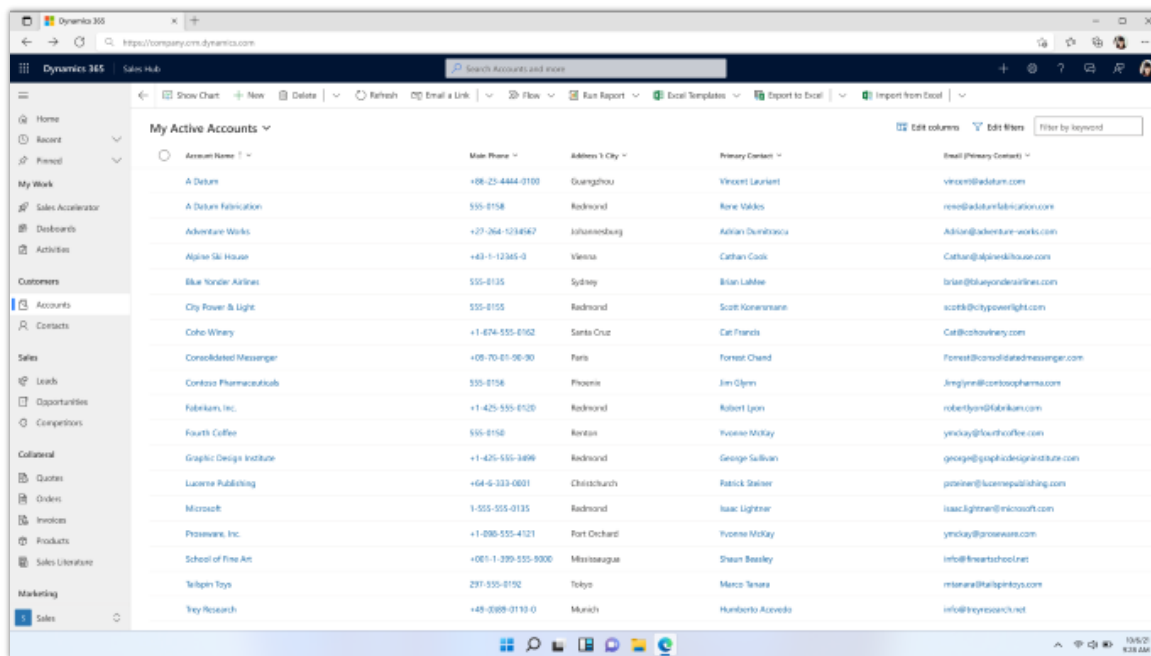 Dynamics 365
https://company.crm.dynamics.com
Dynamics 365 Sales Hub Search Accounts and more
Show Chart New Delete Refresh Email a Link Flow Run Report Excel Templates Export to Excel Import from Excel
Home
Recent
Pinned
My Work
Sales Accelerator
Dasboards
Activities
Customers
Accounts
Contacts
Sales
Leads
Opportunities
Competitors
Collateral
Quotes
Orders
Invoices
Products
Sales Literature
Marketing
S Sales
My Active Accounts Edit columns Edit filters Filter by keyword
Account Name Main Phone Address 1: City Primary Contact Email (Primary Contact)
A Datum +86-23-4444-0100 Guangzhou Vincent Lauriant vincent@adatum.com
A Datum Fabrication 555-0158 Redmond Rene Valdes rene@adatumfabrication.com
Adventure Works +27-264-1234567 Johannesburg Adrian Dumitrascu Adrian@adventure-works.com
Alpine Ski House +43-1-12345-0 Vienna Cathan Cook Cathan@alpineskihouse.com
Blue Yonder Airlines 555-0135 Sydney Brian LaMee brian@blueyonderairlines.com
City Power & Light 555-0155 Redmond Scott Konersmann scottk@citypowerlight.com
Coho Winery +1-674-555-0162 Santa Cruz Cat Francis Cat@cohowinery.com
Consolidated Messenger +09-70-01-90-90 Paris Forrest Chand Forrest@consolidatedmessenger.com
Contoso Pharmaceuticals 555-0156 Phoenix Jim Glynn Jimglynn@contosopharma.com
Fabrikam, Inc. +1-425-555-0120 Redmond Robert Lyon robertlyon@fabrikam.com
Fourth Coffee 555-0150 Renton Yvonne McKay ymckay@fourthcoffee.com
Graphic Design Institute +1-425-555-3499 Redmond George Sullivan george@graphicdesigninstitute.com
Lucerne Publishing +64-6-333-0001 Christchurch Patrick Steiner psteiner@lucernepublishing.com
Microsoft 1-555-555-0135 Redmond Isaac Lightner isaac.lightner@microsoft.com
Proseware, Inc. +1-098-555-4121 Port Orchard Yvonne McKay ymckay@proseware.com
School of Fine Art +001-1-399-555-9000 Mississaugue Shaun Beasley info@fineartschool.net
Tailspin Toys 297-555-0192 Tokyo Marco Tanara mtanara@tailspintoys.com
Trey Research +49-(0)89-0110-0 Munich Humberto Acevedo info@treyresearch.net
10/5/21
9:28 AM